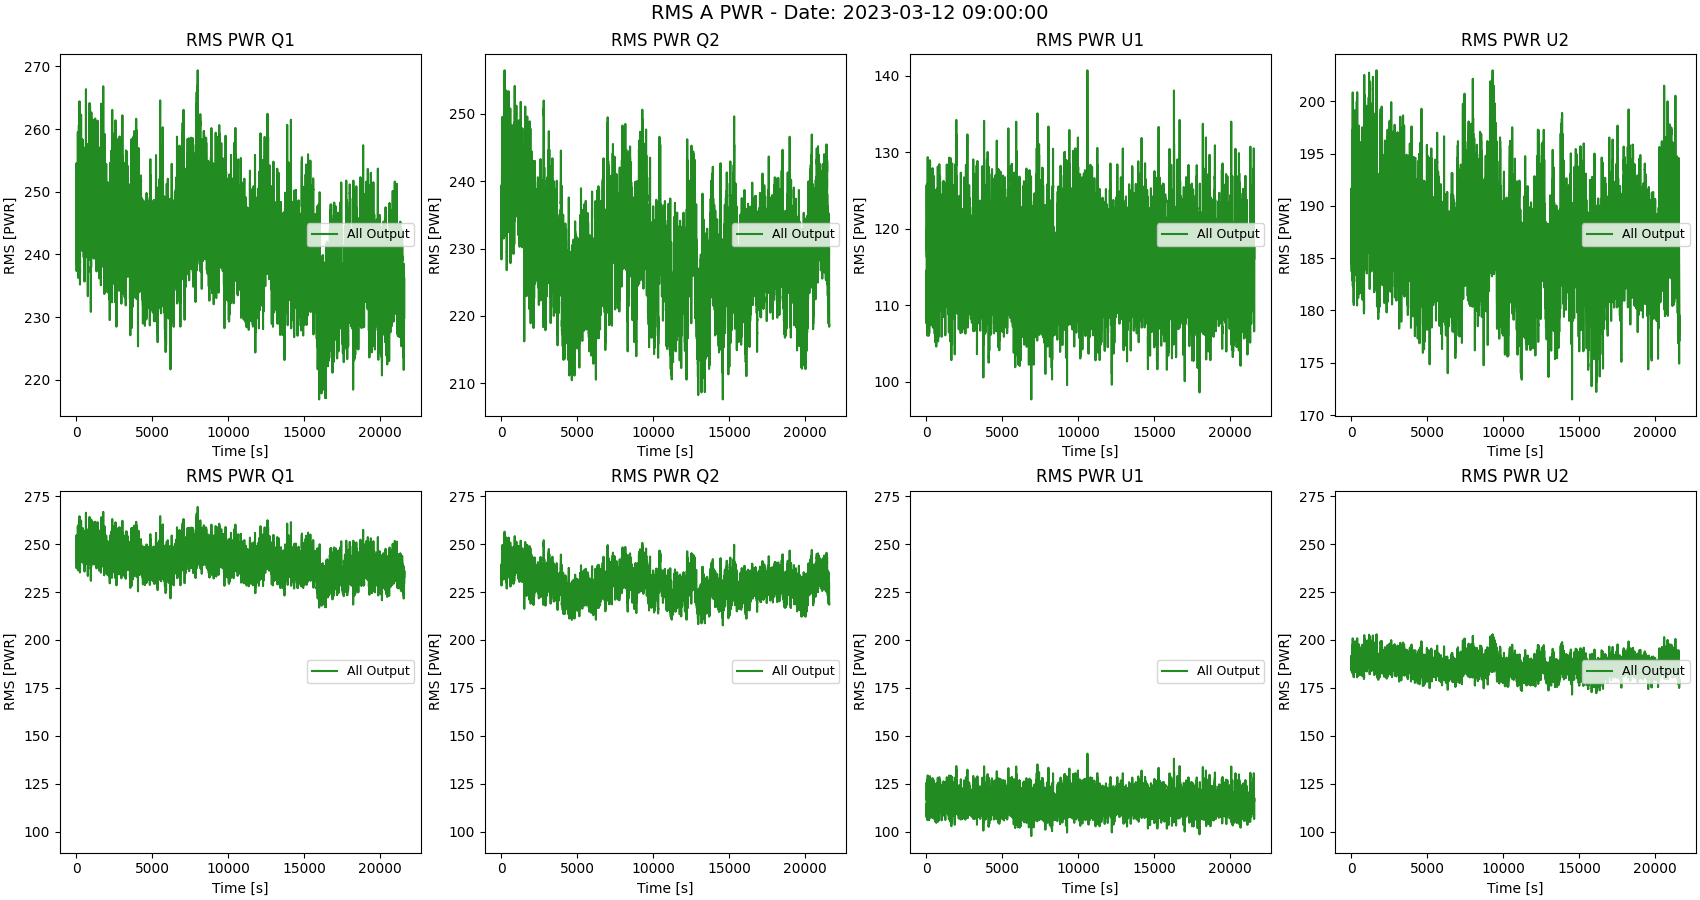 RMS A PWR - Date: 2023-03-12 09:00:00
RMS PWR Q1
RMS [PWR]
270
260
250
240
230
220
All Output
0 5000 10000 15000 20000
Time [s]
RMS PWR Q2
RMS [PWR]
250
240
230
220
210
All Output
0 5000 10000 15000 20000
Time [s]
RMS PWR U1
RMS [PWR]
140
130
120
110
100
All Output
0 5000 10000 15000 20000
Time [s]
RMS PWR U2
RMS [PWR]
200
195
190
185
180
175
170
All Output
0 5000 10000 15000 20000
Time [s]
RMS PWR Q1
RMS [PWR]
275
250
225
200
175
150
125
100
All Output
0 5000 10000 15000 20000
Time [s]
RMS PWR Q2
RMS [PWR]
275
250
225
200
175
150
125
100
All Output
0 5000 10000 15000 20000
Time [s]
RMS PWR U1
RMS [PWR]
275
250
225
200
175
150
125
100
All Output
0 5000 10000 15000 20000
Time [s]
RMS PWR U2
RMS [PWR]
275
250
225
200
175
150
125
100
All Output
0 5000 10000 15000 20000
Time [s]